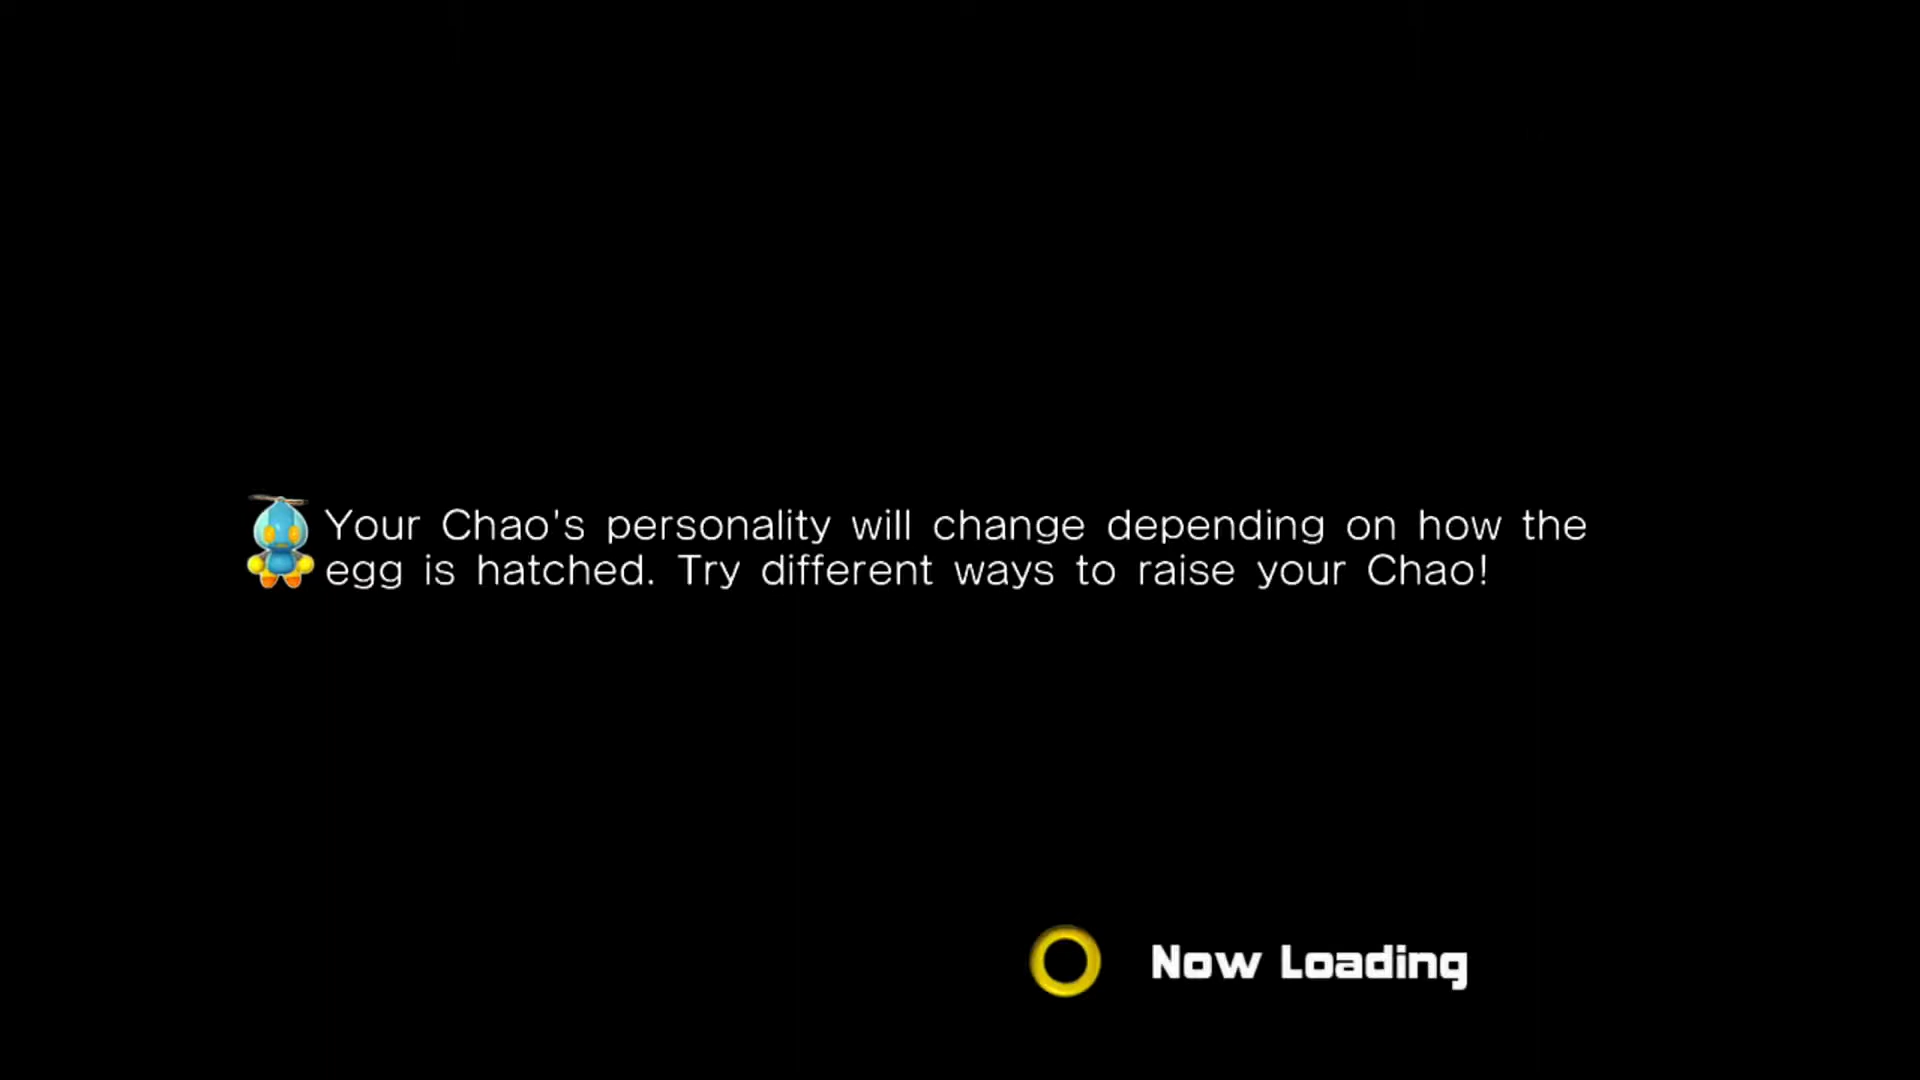 Your Chao's personality will change depending on how the
egg is hatched. Try different ways to raise your Chao!
Now Loading